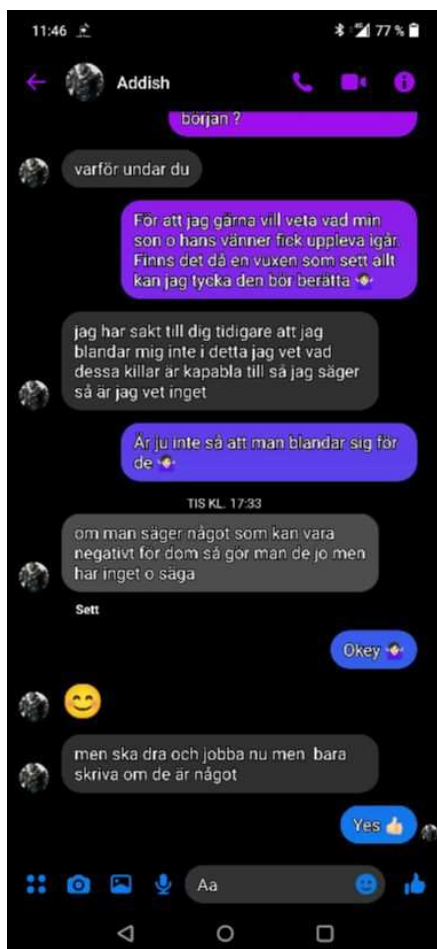 11:46
4G 77 %
Addish
början ?
varför undar du
För att jag gärna vill veta vad min
son o hans vänner fick uppleva igår.
Finns det då en vuxen som sett allt
kan jag tycka den bör berätta 🤷🏻‍♀️
jag har sakt till dig tidigare att jag
blandar mig inte i detta jag vet vad
dessa killar är kapabla till så jag säger
så är jag vet inget
Är ju inte så att man blandar sig för
de 🤷🏻‍♀️
TIS KL. 17:33
om man säger något som kan vara
negativt för dom så gör man de jo men
har inget o säga
Sett
Okey 🤷🏻‍♀️
😊
men ska dra och jobba nu men bara
skriva om de är något
Yes 👍🏻
Aa